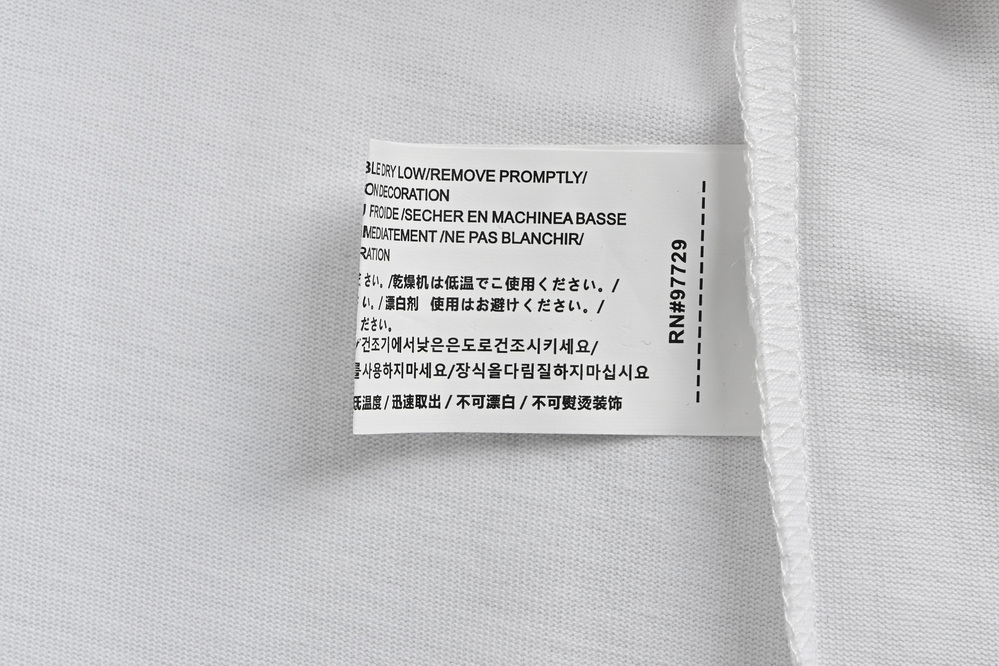 BLE DRY LOW/REMOVE PROMPTLY/
ON DECORATION
FROIDE /SECHER EN MACHINEA BASSE
MEDIATEMENT /NE PAS BLANCHIR/
RATION
さい。/乾燥机は低温でこ使用ください。/
い。/漂白剤 使用はお避けください。/
ださい。
/건조기에서낮은은도로건조시키세요/
를사용하지마세요/장식올다림질하지마십시요
低温度 / 迅速取出 / 不可漂白 / 不可熨烫装饰
RN#97729